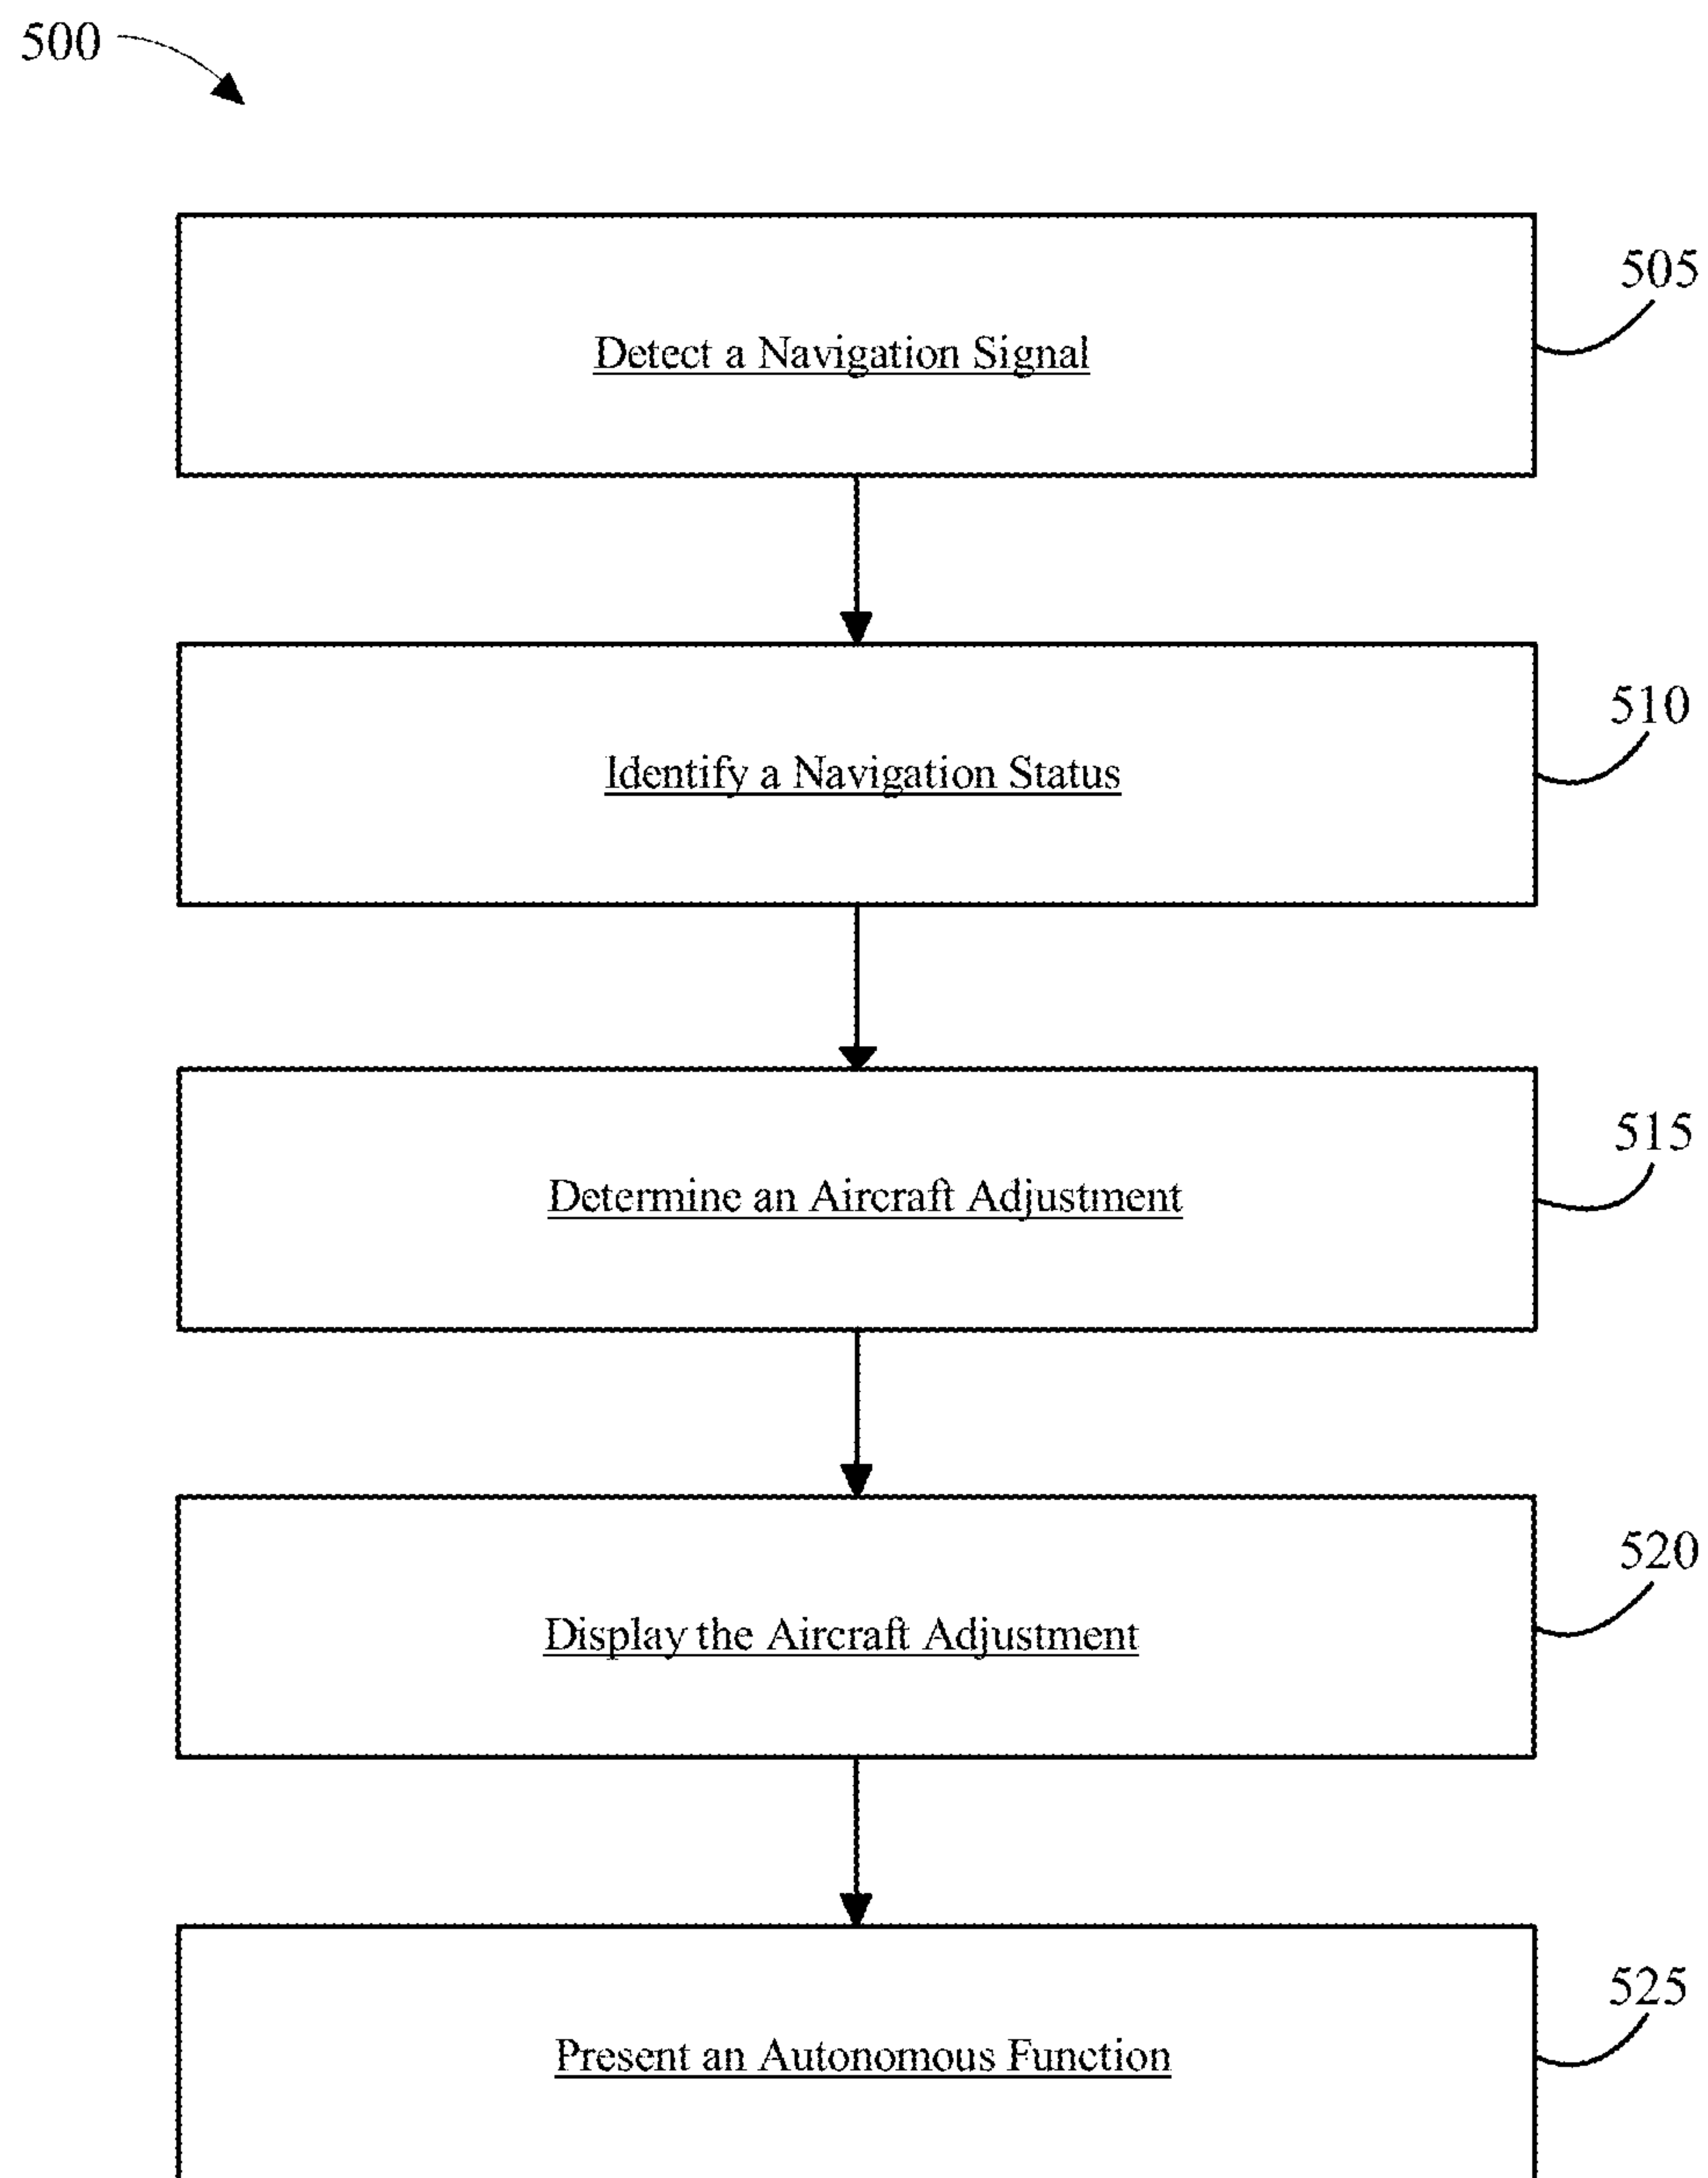 500
505
Detect a Navigation Signal
510
Identify a Navigation Status
515
Determine an Aircraft Adjustment
520
Display the Aircraft Adjustment
525
Present an Autonomous Function